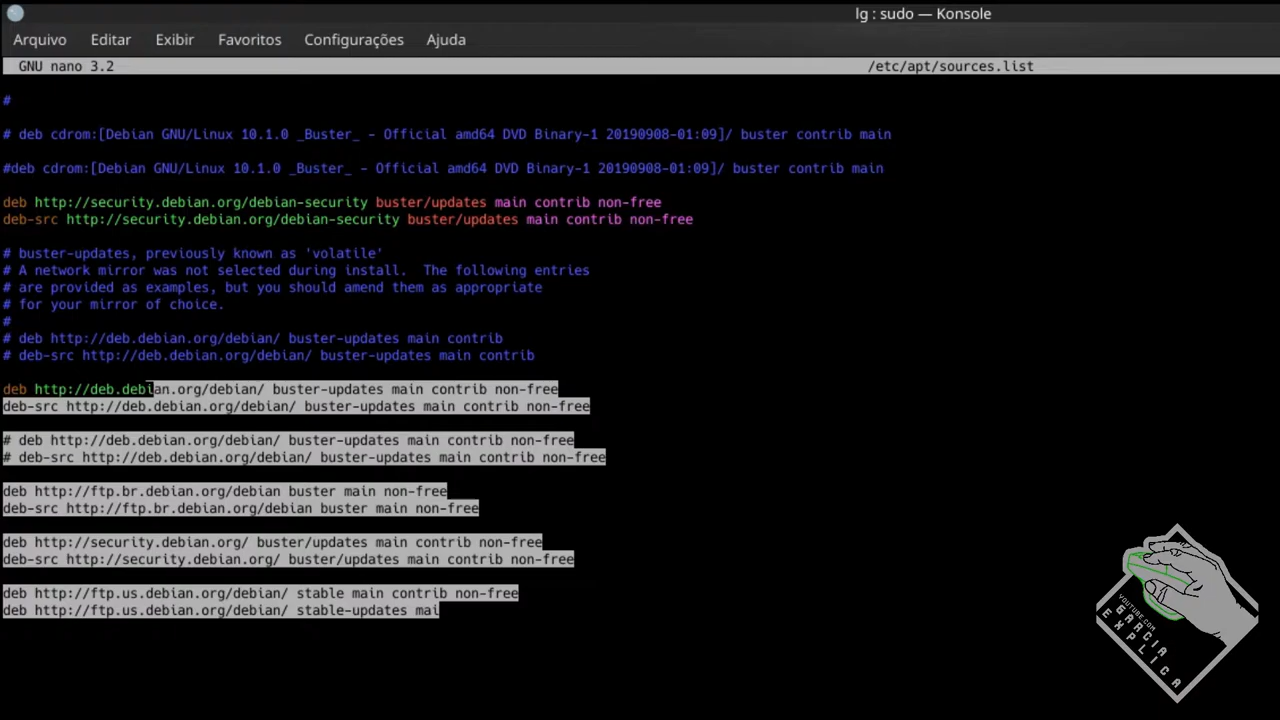 lg : sudo — Konsole
Arquivo Editar Exibir Favoritos Configurações Ajuda
GNU nano 3.2 /etc/apt/sources.list
#
# deb cdrom:[Debian GNU/Linux 10.1.0 _Buster_ - Official amd64 DVD Binary-1 20190908-01:09]/ buster contrib main
#deb cdrom:[Debian GNU/Linux 10.1.0 _Buster_ - Official amd64 DVD Binary-1 20190908-01:09]/ buster contrib main
deb http://security.debian.org/debian-security buster/updates main contrib non-free
deb-src http://security.debian.org/debian-security buster/updates main contrib non-free
# buster-updates, previously known as 'volatile'
# A network mirror was not selected during install.  The following entries
# are provided as examples, but you should amend them as appropriate
# for your mirror of choice.
#
# deb http://deb.debian.org/debian/ buster-updates main contrib
# deb-src http://deb.debian.org/debian/ buster-updates main contrib
deb http://deb.debian.org/debian/ buster-updates main contrib non-free
deb-src http://deb.debian.org/debian/ buster-updates main contrib non-free
# deb http://deb.debian.org/debian/ buster-updates main contrib non-free
# deb-src http://deb.debian.org/debian/ buster-updates main contrib non-free
deb http://ftp.br.debian.org/debian buster main non-free
deb-src http://ftp.br.debian.org/debian buster main non-free
deb http://security.debian.org/ buster/updates main contrib non-free
deb-src http://security.debian.org/ buster/updates main contrib non-free
deb http://ftp.us.debian.org/debian/ stable main contrib non-free
deb http://ftp.us.debian.org/debian/ stable-updates mai
YOUTUBE.COM
GARCIA
EXPLICA